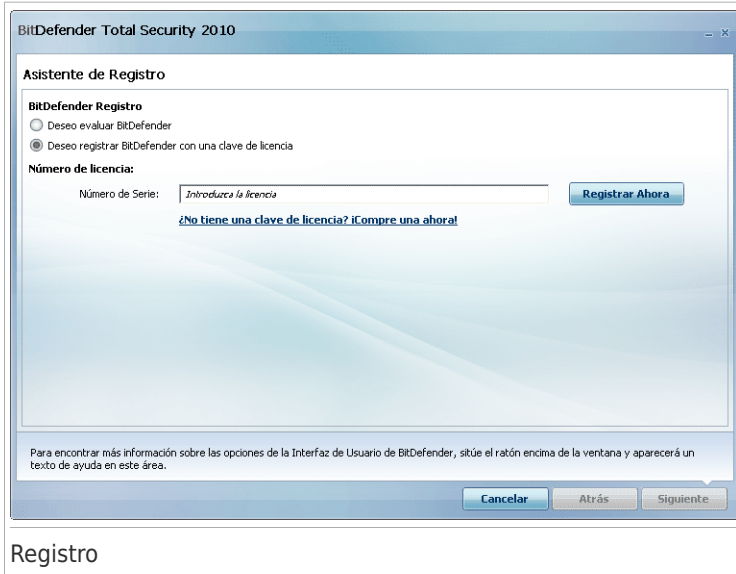 BitDefender Total Security 2010
Asistente de Registro
BitDefender Registro
Deseo evaluar BitDefender
Deseo registrar BitDefender con una clave de licencia
Número de licencia:
Número de Serie: Introduzca la licencia Registrar Ahora
¿No tiene una clave de licencia? ¡Compre una ahora!
Para encontrar más información sobre las opciones de la Interfaz de Usuario de BitDefender, sitúe el ratón encima de la ventana y aparecerá un
texto de ayuda en este área.
Cancelar Atrás Siguiente
Registro